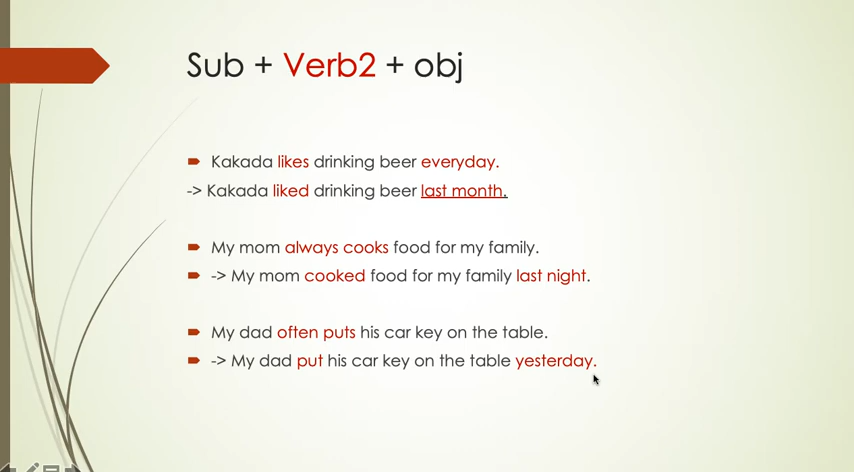 Sub + Verb2 + obj
Kakada likes drinking beer everyday.
-> Kakada liked drinking beer last month.
My mom always cooks food for my family.
-> My mom cooked food for my family last night.
My dad often puts his car key on the table.
-> My dad put his car key on the table yesterday.